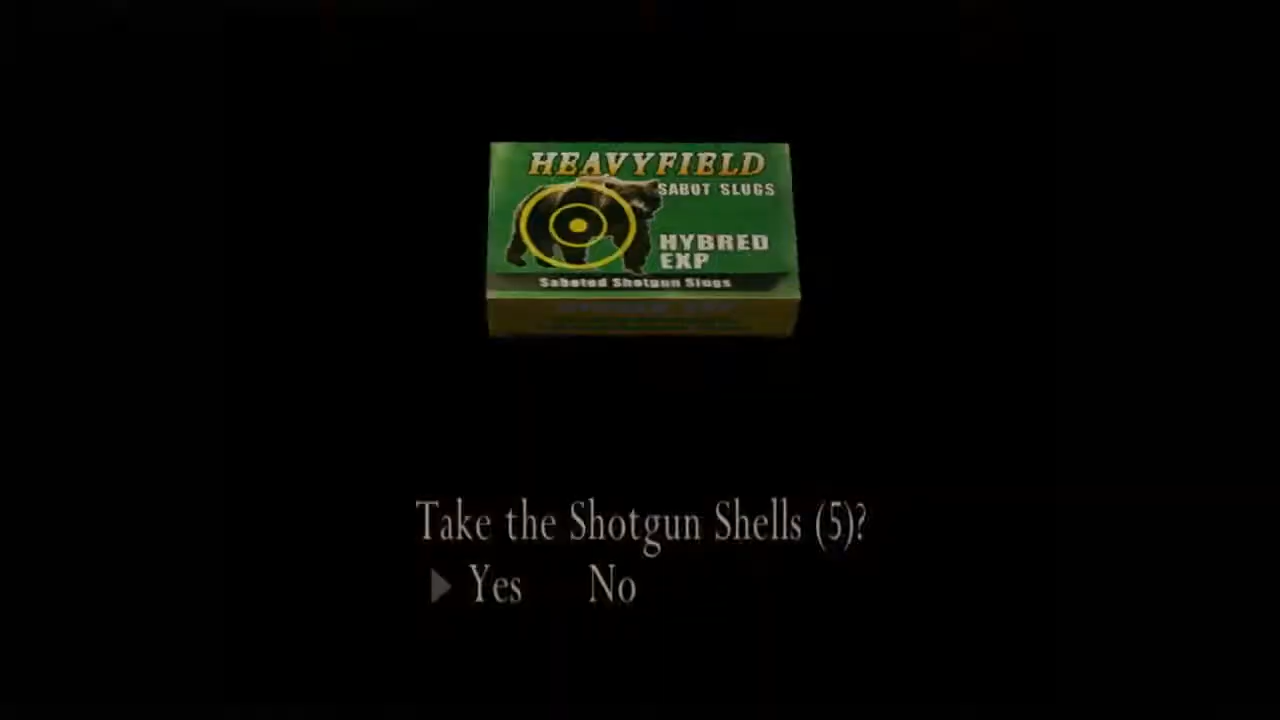 HEAVYFIELD
SABOT SLUGS
HYBRED
EXP
Saboted Shotgun Slugs
Take the Shotgun Shells (5)?
Yes No